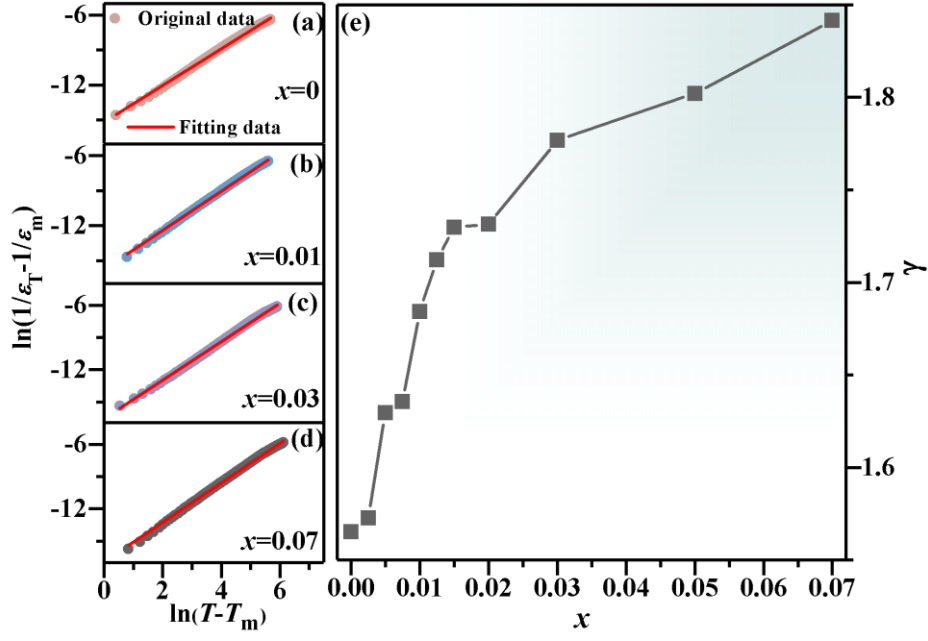 Original data (a)
-6
-12
x=0
Fitting data
(b)
-6
-12
x=0.01
(c)
-6
-12
x=0.03
(d)
-6
-12
x=0.07
0 2 4 6
ln(T-Tm)
ln(1/εT-1/εm)
(e)
1.8
1.7
1.6
γ
0.00 0.01 0.02 0.03 0.04 0.05 0.06 0.07
x